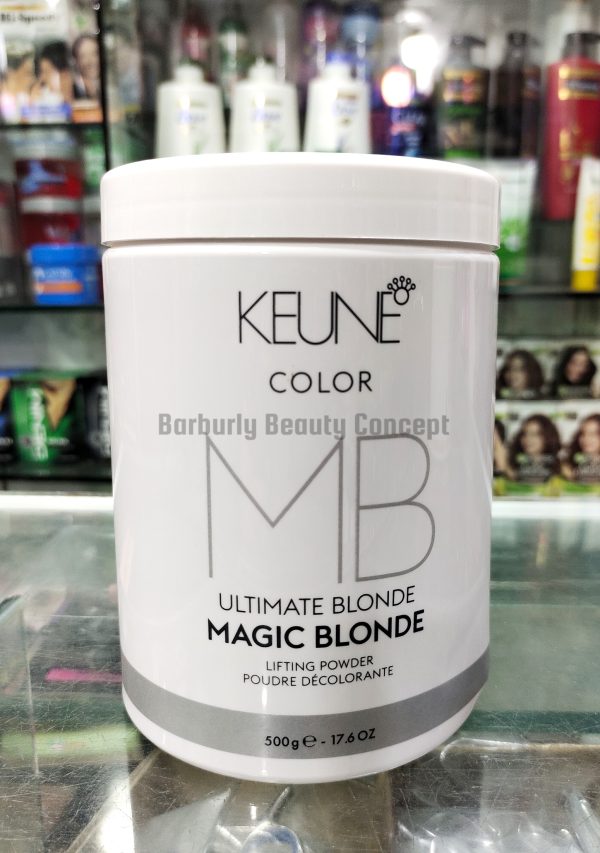 KEUNE
COLOR
Barburly Beauty Concept
MB
ULTIMATE BLONDE
MAGIC BLONDE
LIFTING POWDER
POUDRE DÉCOLORANTE
500g℮ - 17.6 OZ